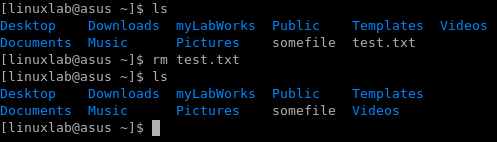 [linuxlab@asus ~]$ ls
Desktop    Downloads  myLabWorks  Public    Templates  Videos
Documents  Music      Pictures    somefile  test.txt
[linuxlab@asus ~]$ rm test.txt
[linuxlab@asus ~]$ ls
Desktop    Downloads  myLabWorks  Public    Templates
Documents  Music      Pictures    somefile  Videos
[linuxlab@asus ~]$